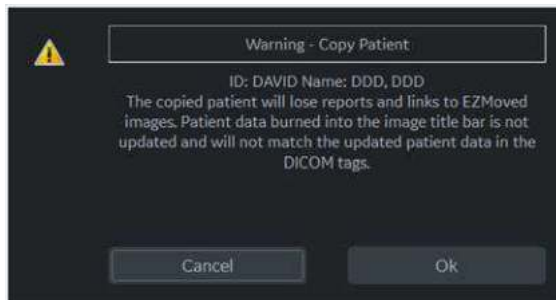 Warning - Copy Patient
ID: DAVID Name: DDD, DDD
The copied patient will lose reports and links to EZMoved
images. Patient data burned into the image title bar is not
updated and will not match the updated patient data in the
DICOM tags.
Cancel
Ok